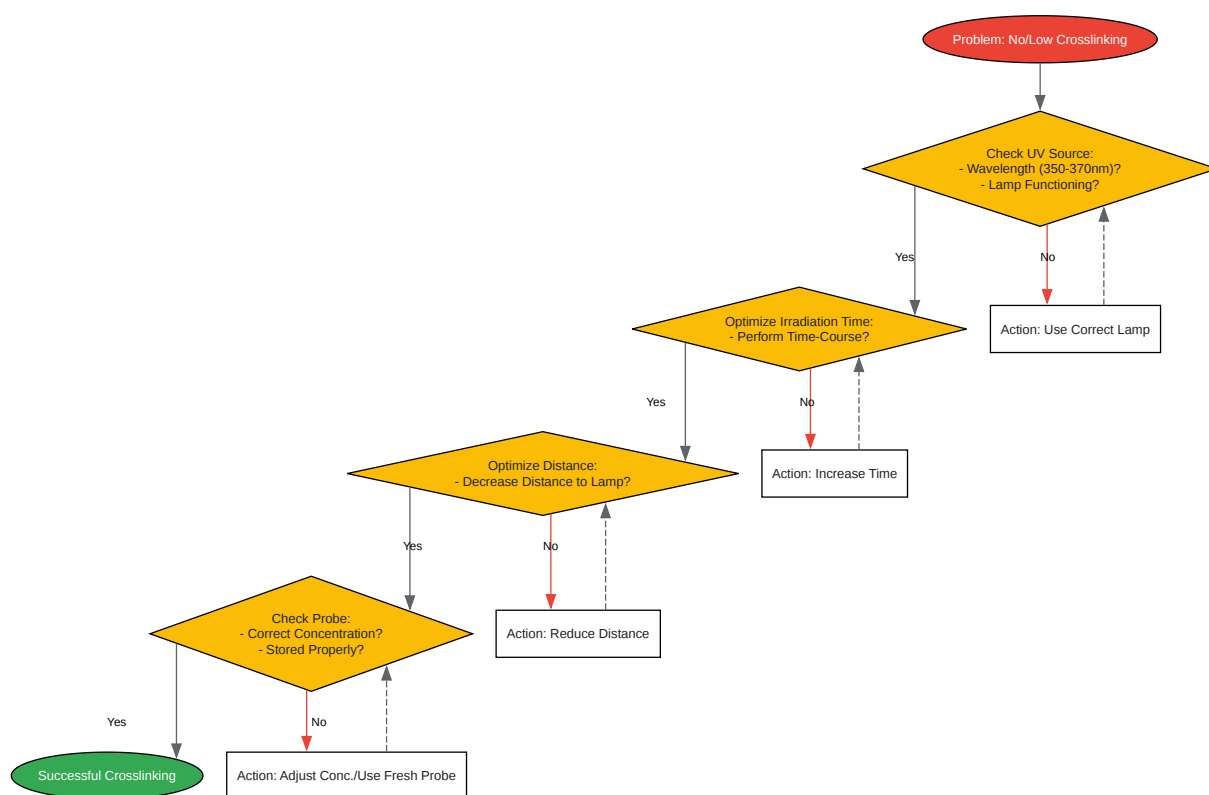 Problem: No/Low Crosslinking
Check UV Source:
- Wavelength (350-370nm)?
- Lamp Functioning?
Yes
No
Action: Use Correct Lamp
Optimize Irradiation Time:
- Perform Time-Course?
Yes
No
Action: Increase Time
Optimize Distance:
- Decrease Distance to Lamp?
Yes
No
Action: Reduce Distance
Check Probe:
- Correct Concentration?
- Stored Properly?
Yes
No
Successful Crosslinking
Action: Adjust Conc./Use Fresh Probe